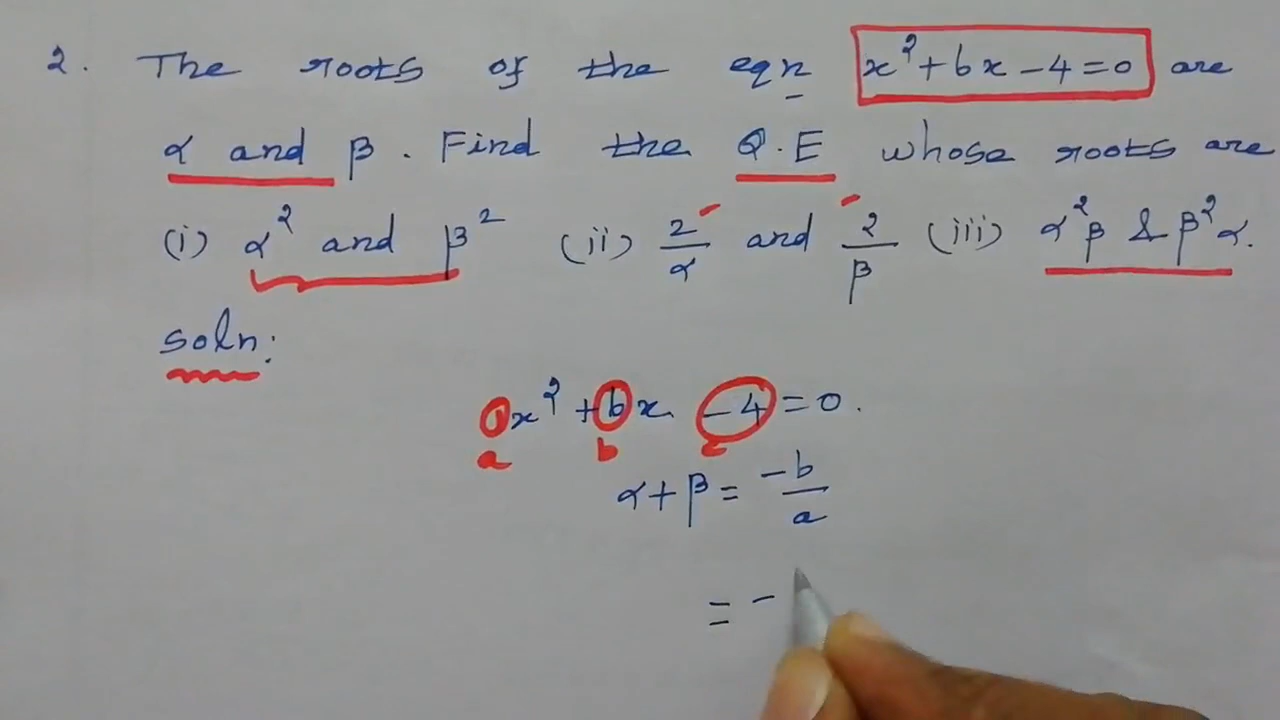 2. The roots of the eqn x²+6x-4=0 are
α and β. Find the Q.E whose roots are
(i) α² and β² (ii) 2/α and 2/β (iii) α²β & β²α.
Soln:
x²+6x-4=0.
a b c
α+β = -b/a
= -